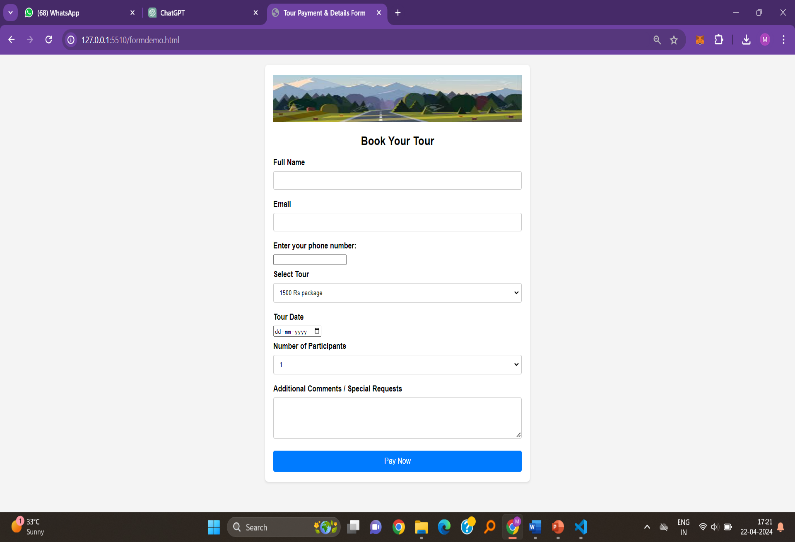 (68) WhatsApp
ChatGPT
Tour Payment & Details Form
127.0.0.1:5510/formdemo.html
M
Book Your Tour
Full Name
Email
Enter your phone number:
Select Tour
1500 Rs package
Tour Date
dd-mm-yyyy
Number of Participants
1
Additional Comments / Special Requests
Pay Now
1
33°C
Sunny
Search
ENG
IN
17:21
22-04-2024